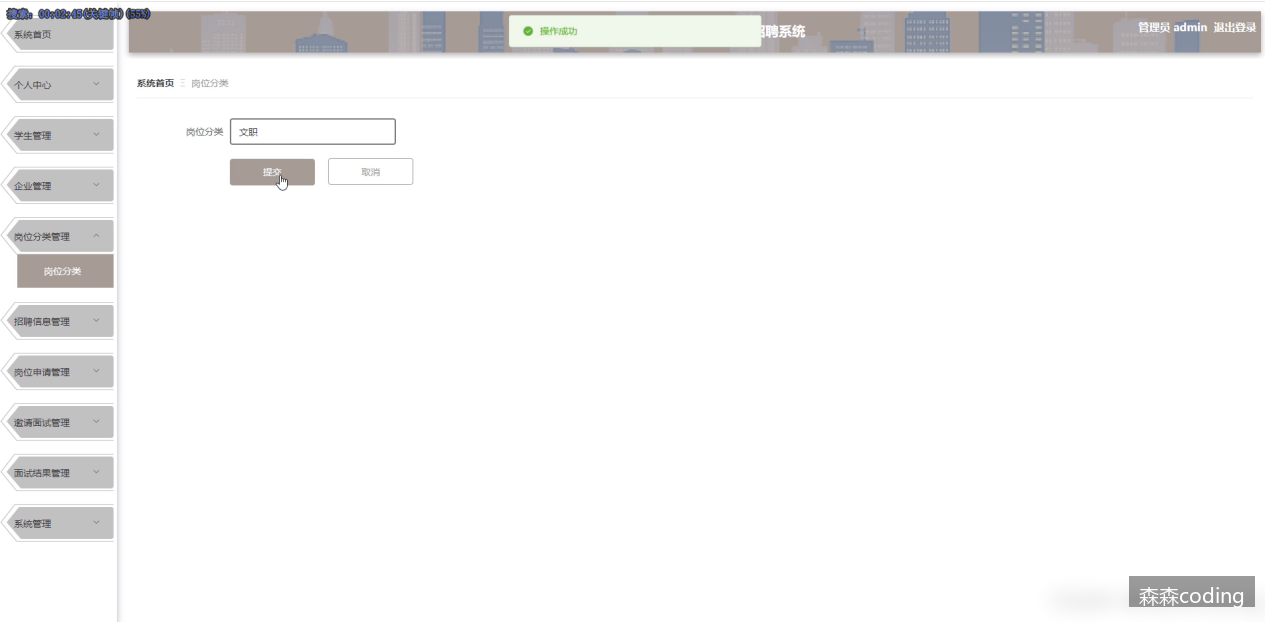 搜索: 00:02:45(关键帧) (55%)
系统首页
个人中心
学生管理
企业管理
岗位分类管理
岗位分类
招聘信息管理
岗位申请管理
邀请面试管理
面试结果管理
系统管理
操作成功
聘系统
管理员 admin 退出登录
系统首页 岗位分类
岗位分类 文职
提交 取消
森森coding